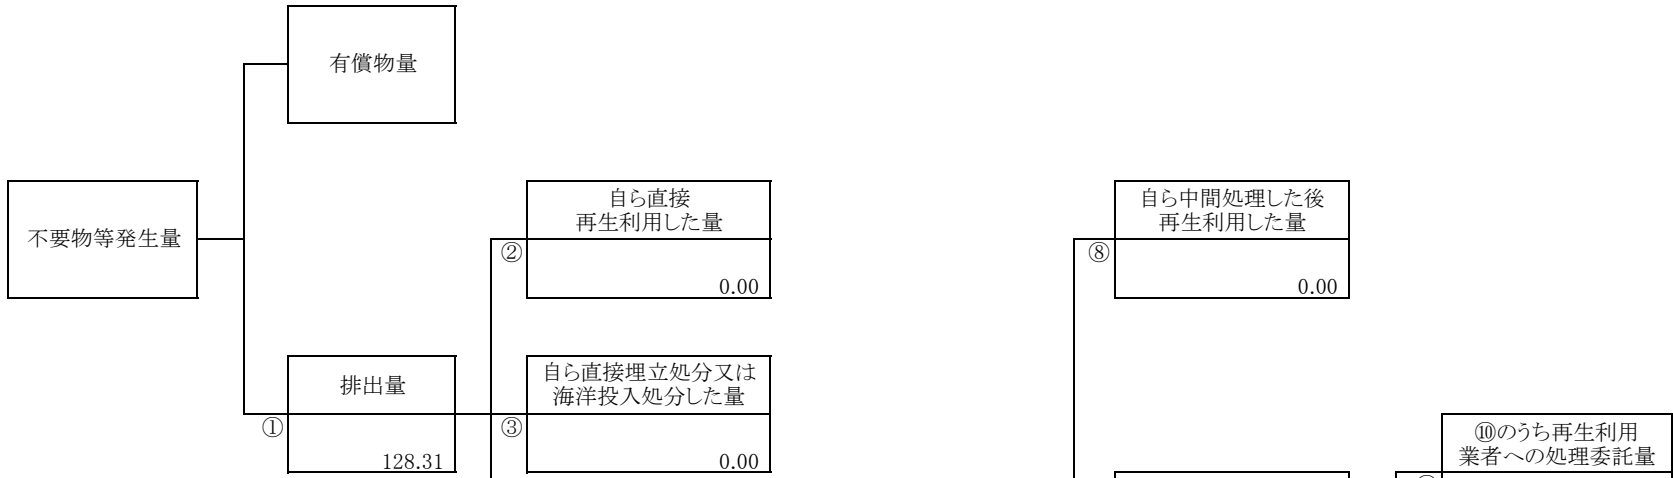 有償物量
不要物等発生量
自ら直接
再生利用した量
②
0.00
自ら中間処理した後
再生利用した量
⑧
0.00
排出量
①
128.31
自ら直接埋立処分又は
海洋投入処分した量
③
0.00
⑩のうち再生利用
業者への処理委託量